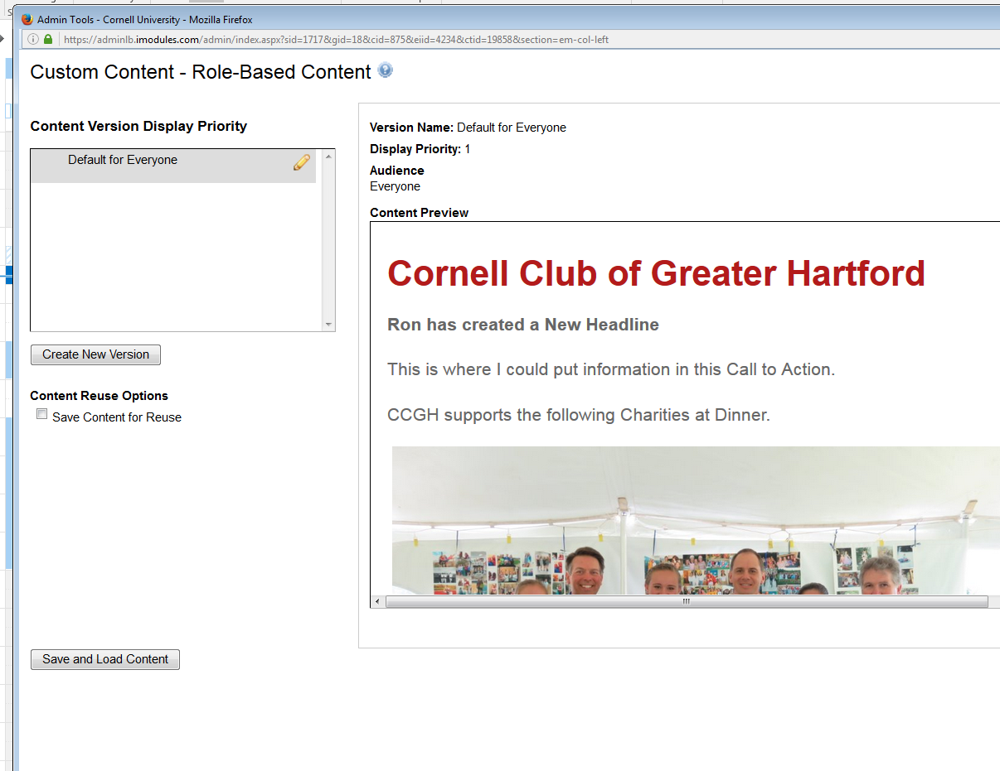 Admin Tools - Cornell University - Mozilla Firefox
https://adminlb.imodules.com/admin/index.aspx?sid=1717&gid=18&cid=875&eiid=4234&ctid=19858&section=em-col-left
Custom Content - Role-Based Content
Content Version Display Priority
Default for Everyone
Create New Version
Content Reuse Options
Save Content for Reuse
Save and Load Content
Version Name: Default for Everyone
Display Priority: 1
Audience
Everyone
Content Preview
Cornell Club of Greater Hartford
Ron has created a New Headline
This is where I could put information in this Call to Action.
CCGH supports the following Charities at Dinner.